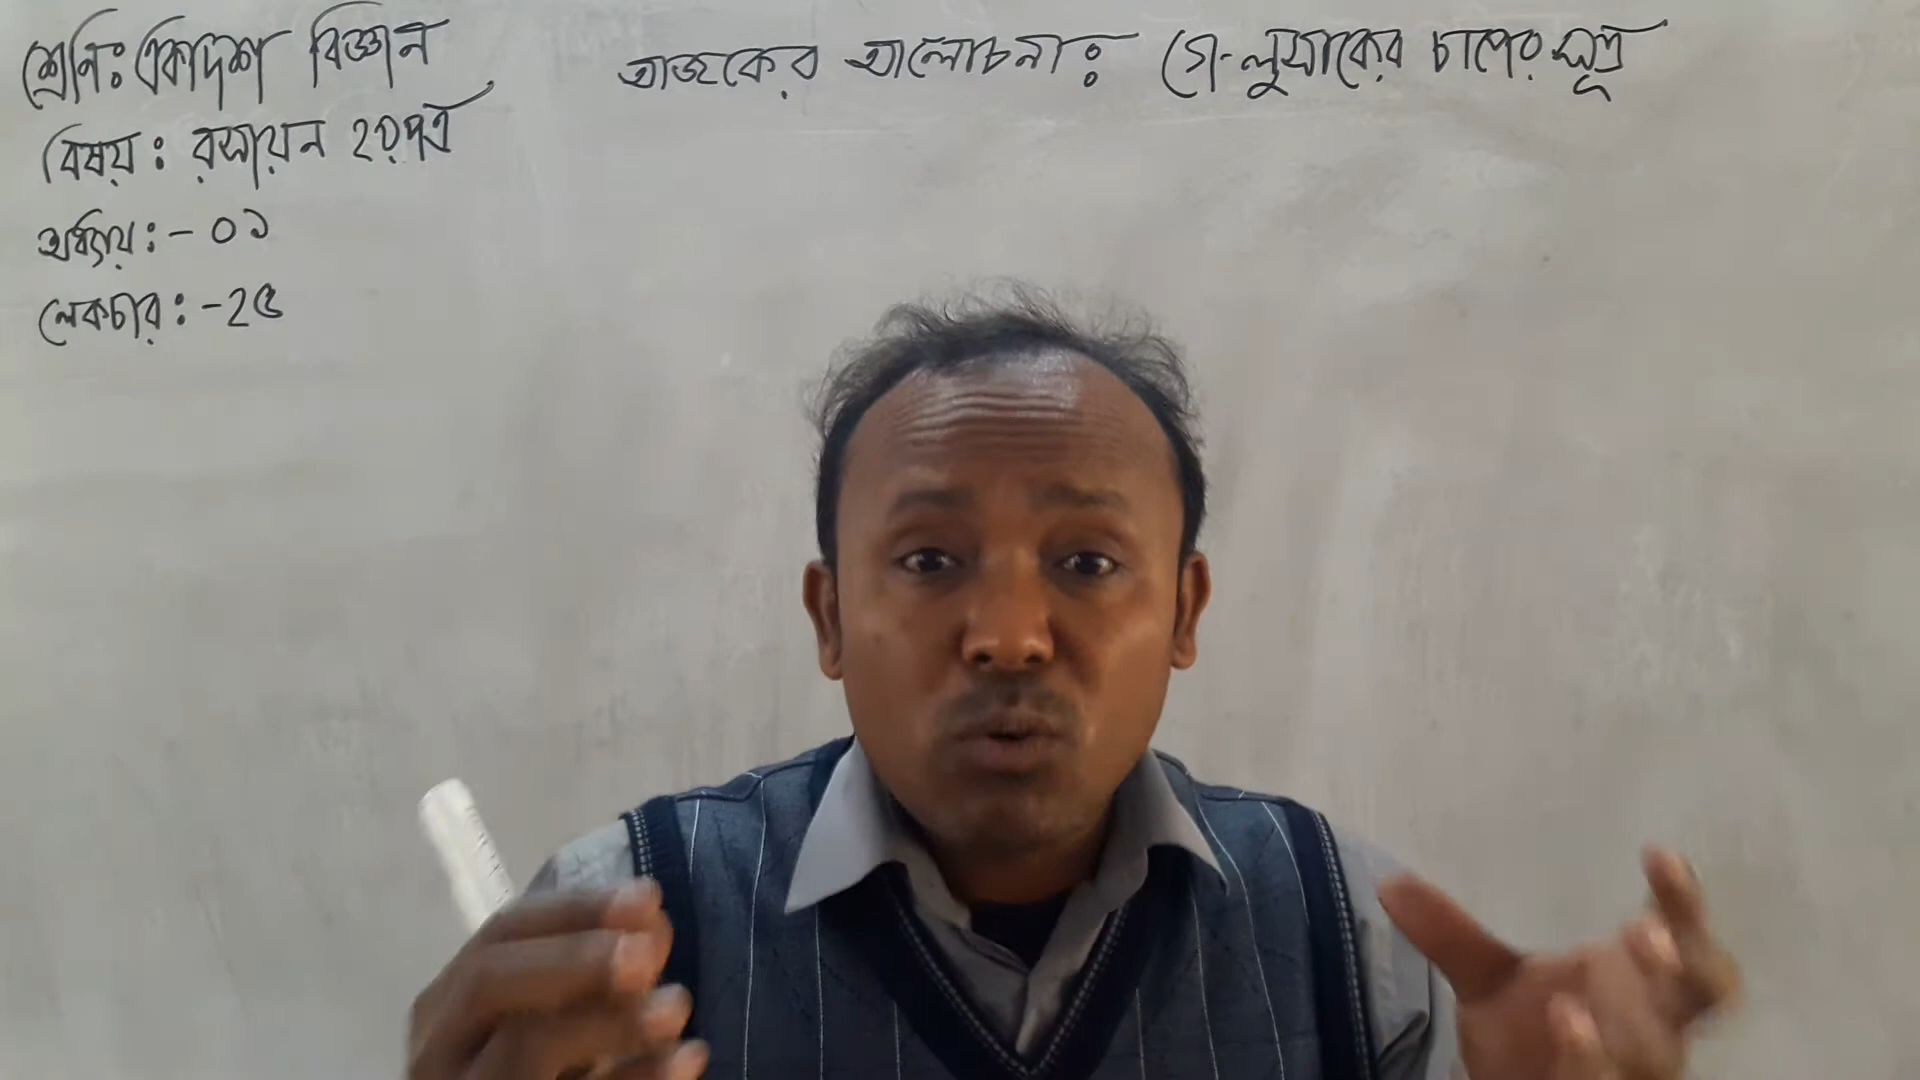 শ্রেনিঃ একাদশ বিজ্ঞান
বিষয়ঃ রসায়ন ২য়পত্র
অধ্যায়ঃ- ০১
লেকচারঃ-২৫
আজকের আলোচনাঃ গে-লুসাকের চাপের সূত্র